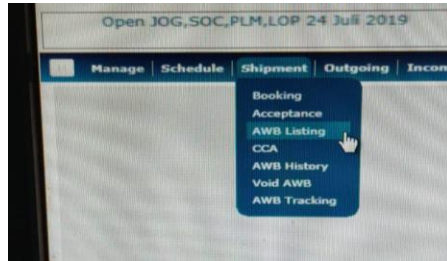 Open JOG,SOC,PLM,LOP 24 Juli 2019
Manage | Schedule | Shipment | Outgoing | Incom
Booking
Acceptance
AWB Listing
CCA
AWB History
Void AWB
AWB Tracking